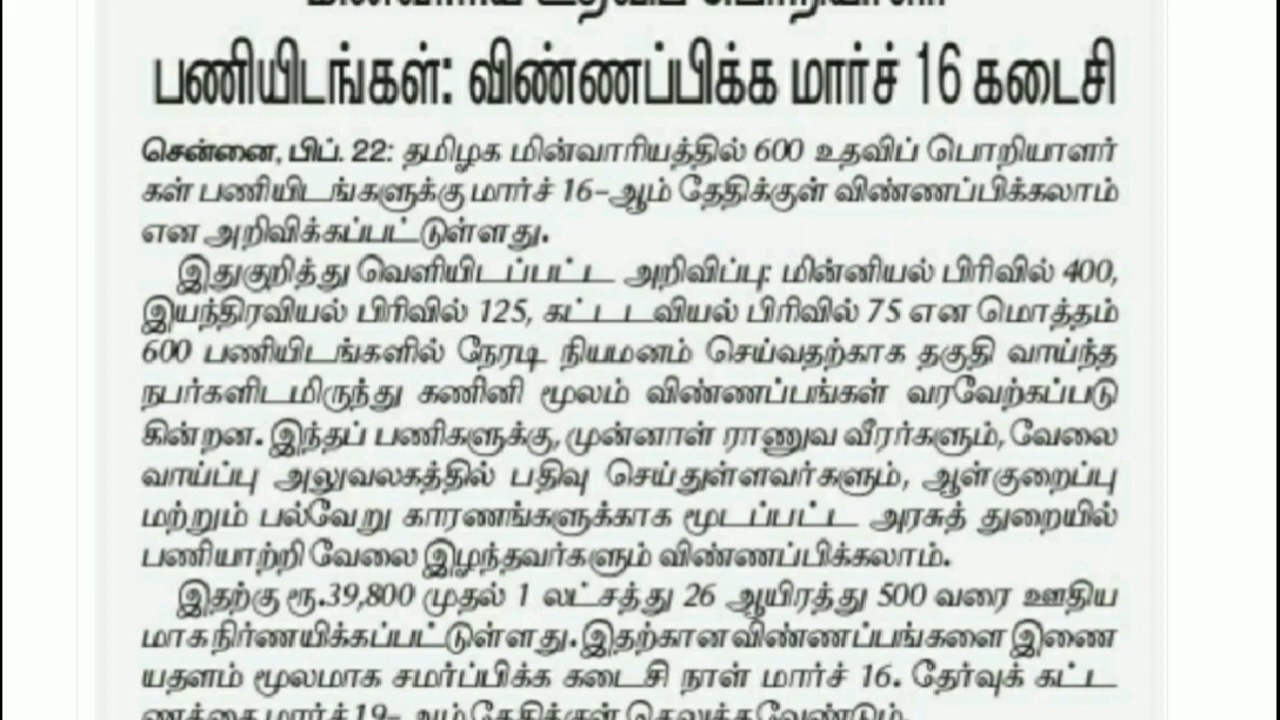 மின்வாரிய உதவிப் பொறியாளர்
பணியிடங்கள்: விண்ணப்பிக்க மார்ச் 16 கடைசி
சென்னை, பிப். 22: தமிழக மின்வாரியத்தில் 600 உதவிப் பொறியாளர்
கள் பணியிடங்களுக்கு மார்ச் 16-ஆம் தேதிக்குள் விண்ணப்பிக்கலாம்
என அறிவிக்கப்பட்டுள்ளது.
இதுகுறித்து வெளியிடப்பட்ட அறிவிப்பு: மின்னியல் பிரிவில் 400,
இயந்திரவியல் பிரிவில் 125, கட்டடவியல் பிரிவில் 75 என மொத்தம்
600 பணியிடங்களில் நேரடி நியமனம் செய்வதற்காக தகுதி வாய்ந்த
நபர்களிடமிருந்து கணினி மூலம் விண்ணப்பங்கள் வரவேற்கப்படு
கின்றன. இந்தப் பணிகளுக்கு, முன்னாள் ராணுவ வீரர்களும், வேலை
வாய்ப்பு அலுவலகத்தில் பதிவு செய்துள்ளவர்களும், ஆள்குறைப்பு
மற்றும் பல்வேறு காரணங்களுக்காக மூடப்பட்ட அரசுத் துறையில்
பணியாற்றி வேலை இழந்தவர்களும் விண்ணப்பிக்கலாம்.
இதற்கு ரூ.39,800 முதல் 1 லட்சத்து 26 ஆயிரத்து 500 வரை ஊதிய
மாக நிர்ணயிக்கப்பட்டுள்ளது. இதற்கான விண்ணப்பங்களை இணை
யதளம் மூலமாக சமர்ப்பிக்க கடைசி நாள் மார்ச் 16. தேர்வுக் கட்ட
ணத்தை மார்ச் 19-ஆம் தேதிக்குள் செலுத்தவேண்டும்.